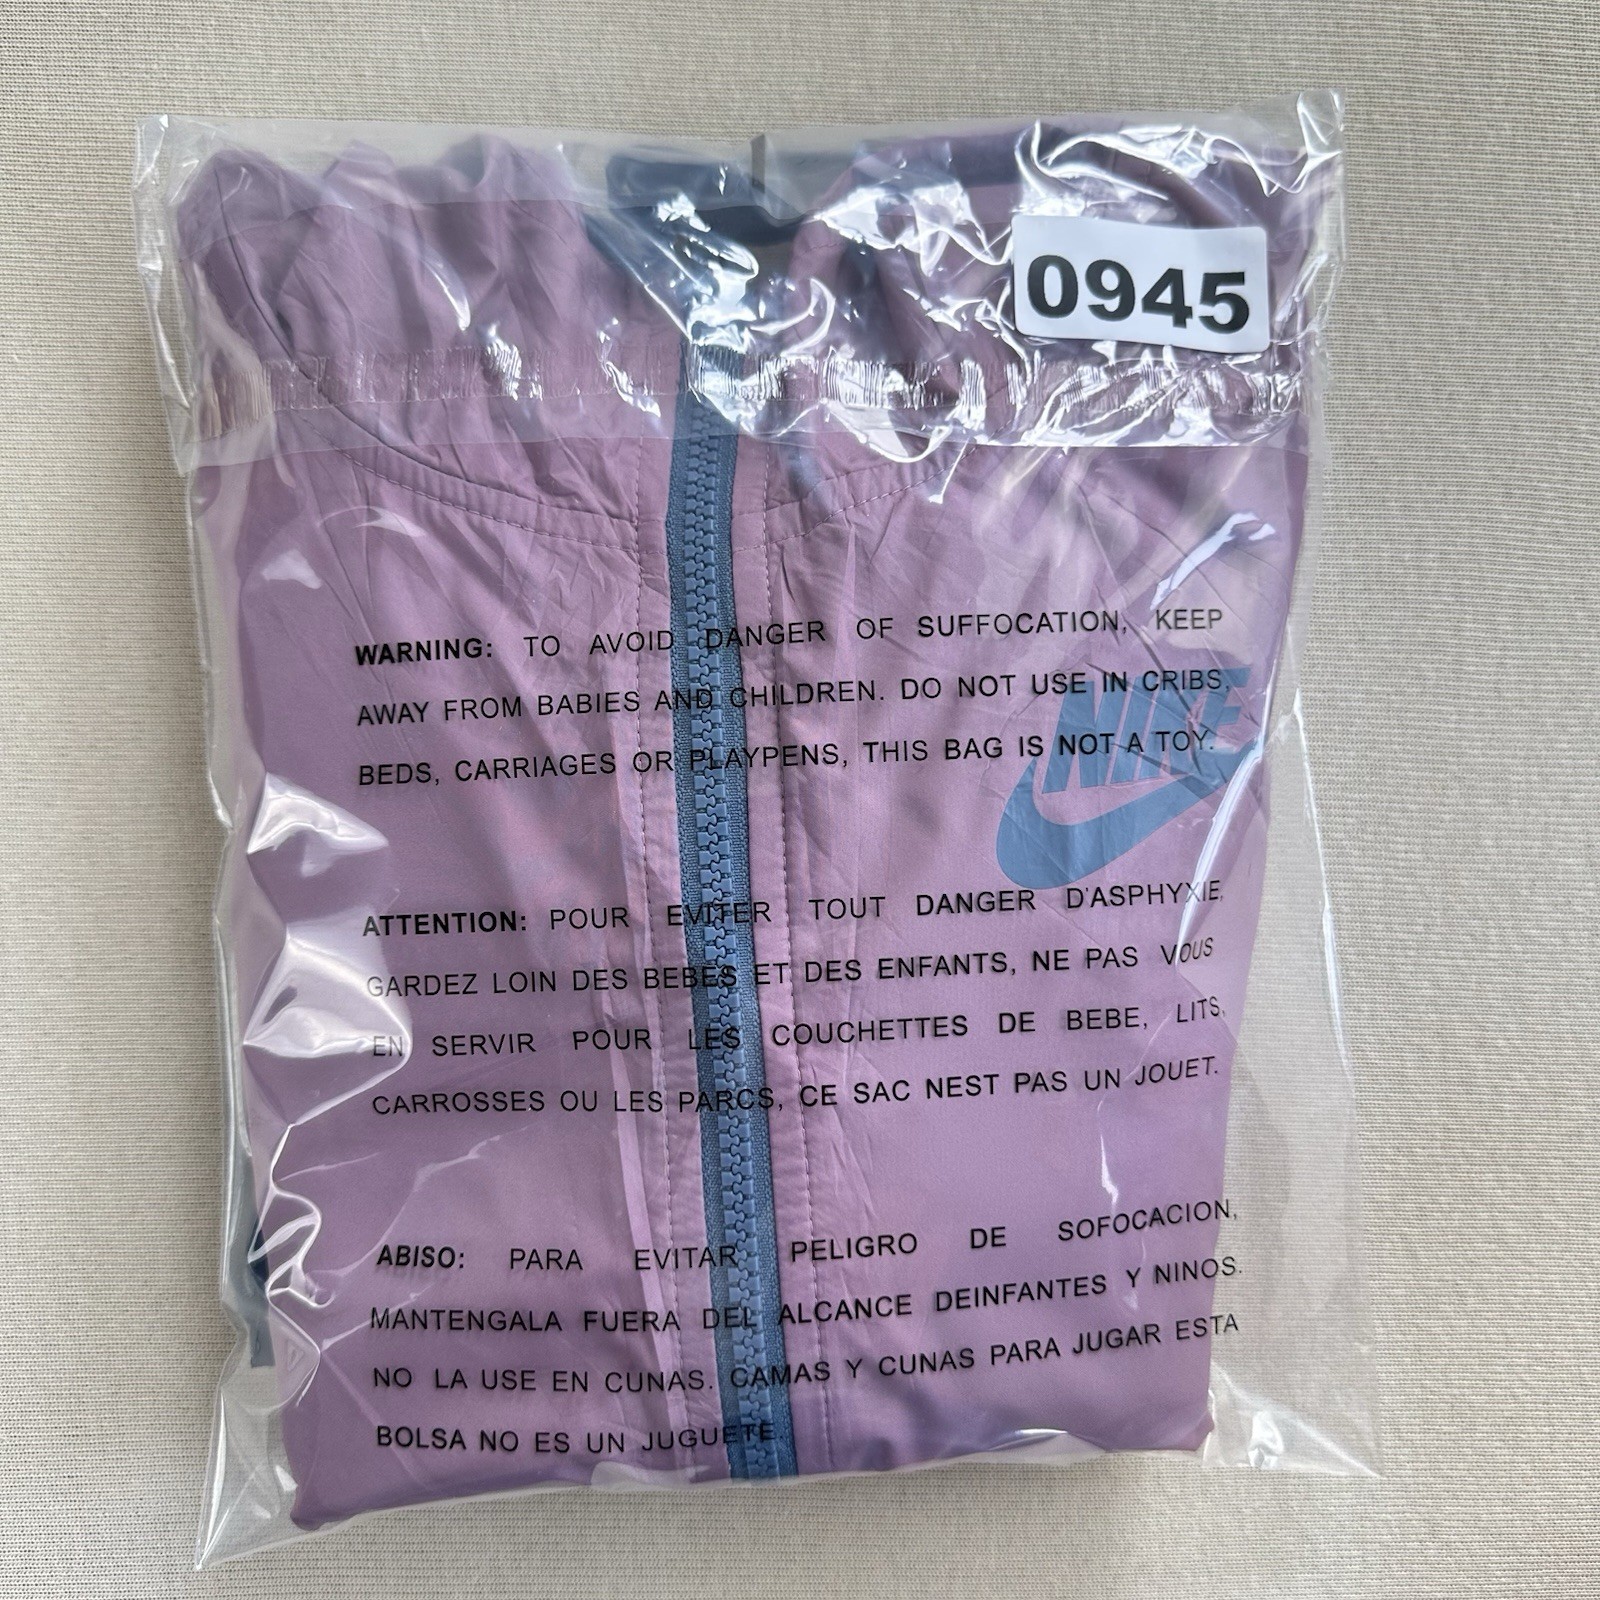 0945
WARNING: TO AVOID DANGER OF SUFFOCATION, KEEP
AWAY FROM BABIES AND CHILDREN. DO NOT USE IN CRIBS,
BEDS, CARRIAGES OR PLAYPENS, THIS BAG IS NOT A TOY.
NIKE
ATTENTION: POUR EVITER TOUT DANGER D'ASPHYXIE,
GARDEZ LOIN DES BEBES ET DES ENFANTS, NE PAS VOUS
EN SERVIR POUR LES COUCHETTES DE BEBE, LITS,
CARROSSES OU LES PARCS, CE SAC NEST PAS UN JOUET.
ABISO: PARA EVITAR PELIGRO DE SOFOCACION,
MANTENGALA FUERA DEL ALCANCE DEINFANTES Y NINOS.
NO LA USE EN CUNAS. CAMAS Y CUNAS PARA JUGAR ESTA
BOLSA NO ES UN JUGUETE.